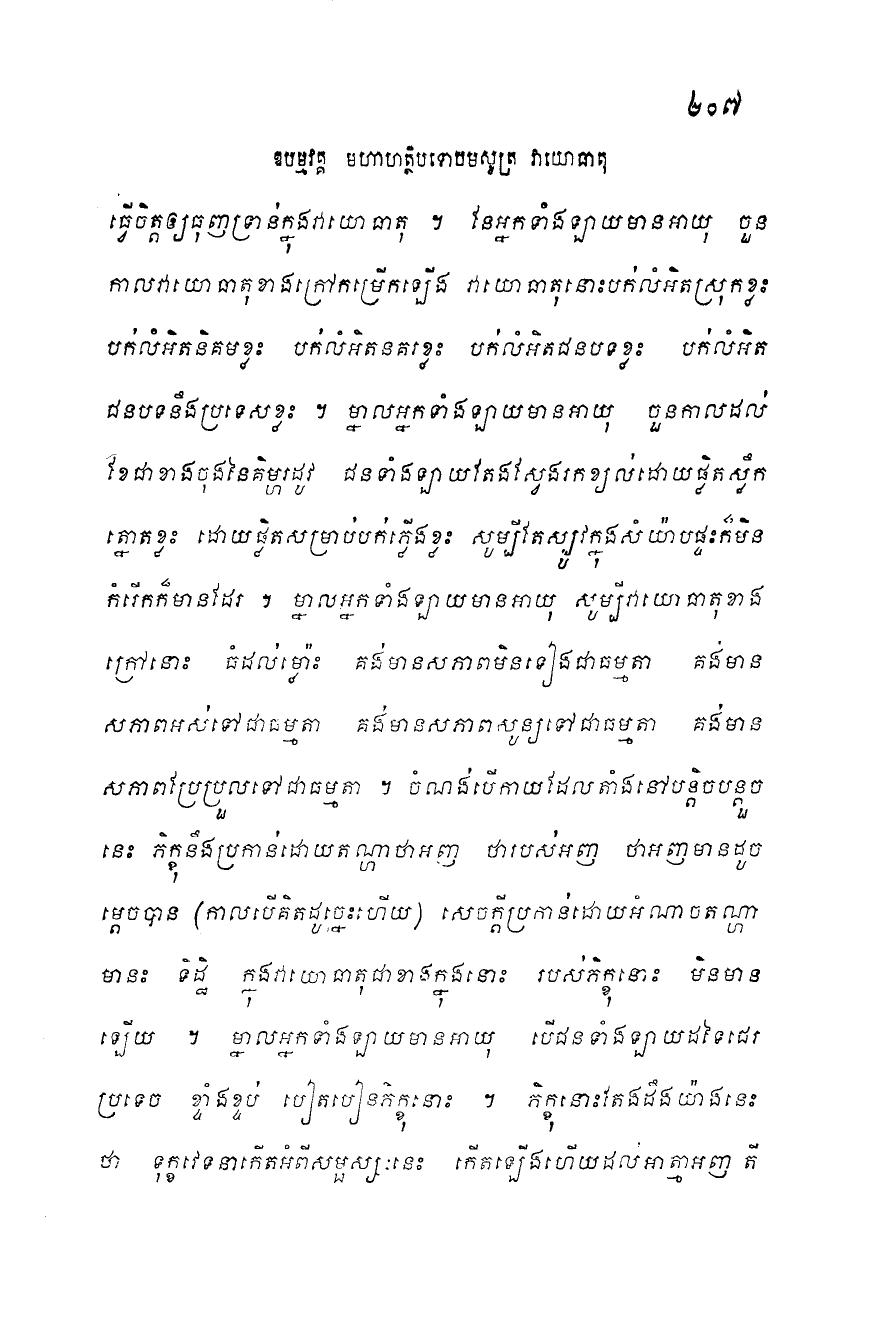 ២០៧
ឱបម្មវគ្គ មហាហត្ថិបទោបមសូត្រ វាយោធាតុ
ធ្វើចិត្តឲ្យធុញទ្រាន់ក្នុងវាយោធាតុ ។ នែអ្នកទាំងឡាយមានអាយុ ចួន
កាលវាយោធាតុខាងក្រៅកម្រើកឡើង វាយោធាតុនោះបក់លំអិតស្រុកខ្លះ
បក់លំអិតនិគមខ្លះ បក់លំអិតនគរខ្លះ បក់លំអិតជនបទខ្លះ បក់លំអិត
ជនបទនឹងប្រទេសខ្លះ ។ ម្នាលអ្នកទាំងឡាយមានអាយុ ចួនកាលដល់
ខែជាខាងចុងនៃគិម្ហរដូវ ជនទាំងឡាយតែងស្វែងរកខ្យល់ដោយផ្លិតស្លឹក
ត្នោតខ្លះ ដោយផ្លិតសម្រាប់បក់ភ្លើងខ្លះ សូម្បីតែស្បូវក្នុងសំយ៉ាបផ្ទះក៏មិន
កំរើកក៏មានដែរ ។ ម្នាលអ្នកទាំងឡាយមានអាយុ សូម្បីវាយោធាតុខាង
ក្រៅនោះ ធំដល់ម្ល៉ោះ គង់មានសភាពមិនទៀងជាធម្មតា គង់មាន
សភាពអស់ទៅជាធម្មតា គង់មានសភាពសូន្យទៅជាធម្មតា គង់មាន
សភាពប្រែប្រួលទៅជាធម្មតា ។ ចំណង់បើកាយដែលតាំងនៅបន្តិចបន្តួច
នេះ ភិក្ខុនឹងប្រកាន់ដោយតណ្ហាថាអញ ថារបស់អញ ថាអញមានដូច
ម្តេចបាន (កាលបើគិតដូច្នេះហើយ) សេចក្តីប្រកាន់ដោយអំណាចតណ្ហា
មានះ ទិដ្ឋិ ក្នុងវាយោធាតុជាខាងក្នុងនោះ របស់ភិក្ខុនោះ មិនមាន
ឡើយ ។ ម្នាលអ្នកទាំងឡាយមានអាយុ បើជនទាំងឡាយដទៃជេរ
ប្រទេច ខ្ទាំងខ្ទប់ បៀតបៀនភិក្ខុនោះ ។ ភិក្ខុនោះតែងដឹងយ៉ាងនេះ
ថា ទុក្ខវេទនាកើតអំពីសម្ផស្សៈនេះ កើតឡើងហើយដល់អាត្មាអញ តី